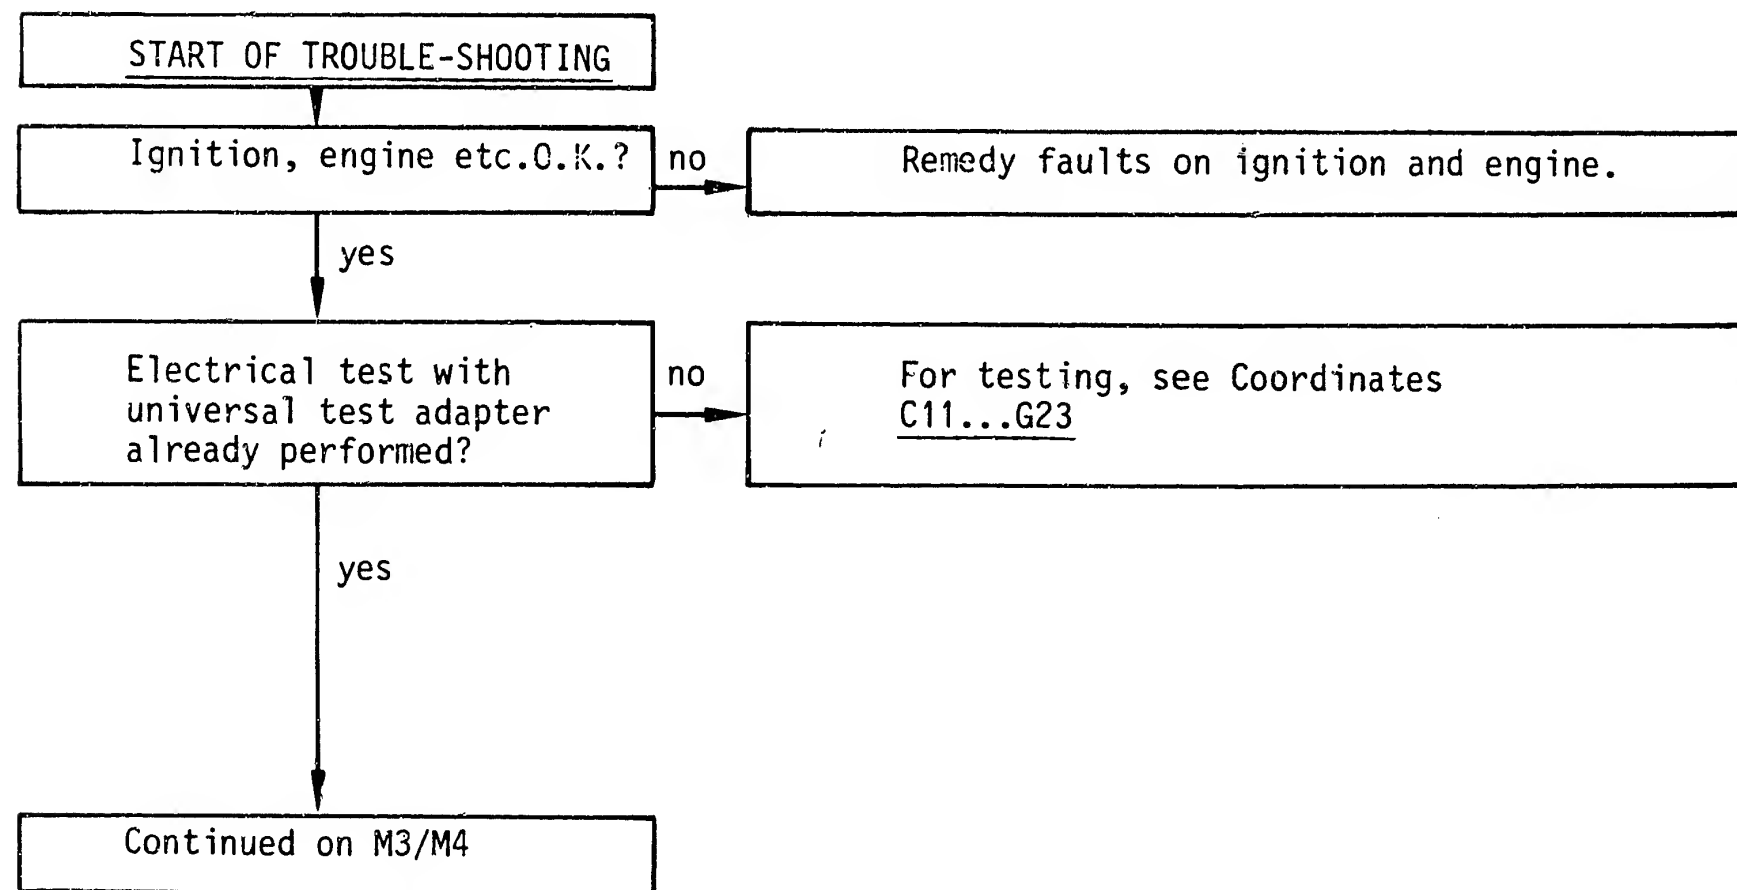 START OF TROUBLE-SHOOTING
Ignition, engine etc.O.K.?
no
Remedy faults on ignition and engine.
yes
Electrical test with
universal test adapter
already performed?
no
For testing, see Coordinates
C11...G23
yes
Continued on M3/M4